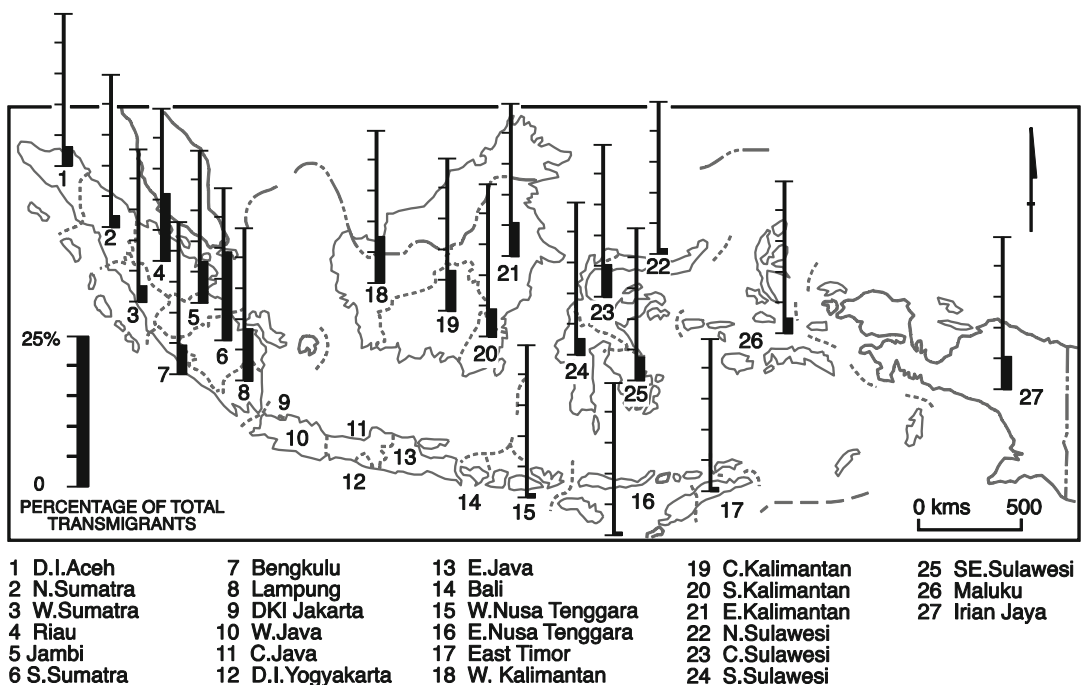 1
2
3
4
5
6
7
8
9
10
11
12
13
14
15
16
17
18
19
20
21
22
23
24
25
26
27
25%
0
PERCENTAGE OF TOTAL
TRANSMIGRANTS
0 kms 500
1 D.I.Aceh
2 N.Sumatra
3 W.Sumatra
4 Riau
5 Jambi
6 S.Sumatra
7 Bengkulu
8 Lampung
9 DKI Jakarta
10 W.Java
11 C.Java
12 D.I.Yogyakarta
13 E.Java
14 Bali
15 W.Nusa Tenggara
16 E.Nusa Tenggara
17 East Timor
18 W. Kalimantan
19 C.Kalimantan
20 S.Kalimantan
21 E.Kalimantan
22 N.Sulawesi
23 C.Sulawesi
24 S.Sulawesi
25 SE.Sulawesi
26 Maluku
27 Irian Jaya